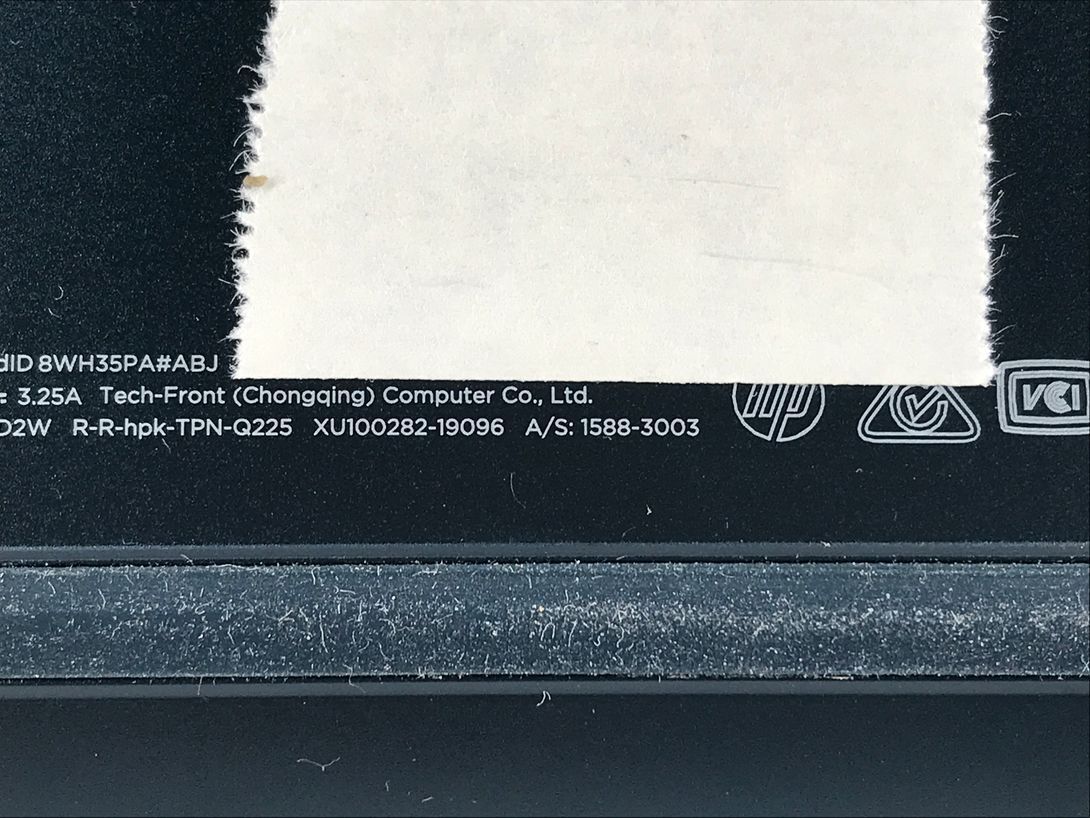 dID 8WH35PA#ABJ
3.25A Tech-Front (Chongqing) Computer Co., Ltd.
D2W R-R-hpk-TPN-Q225 XU100282-19096 A/S: 1588-3003
hp
VCI